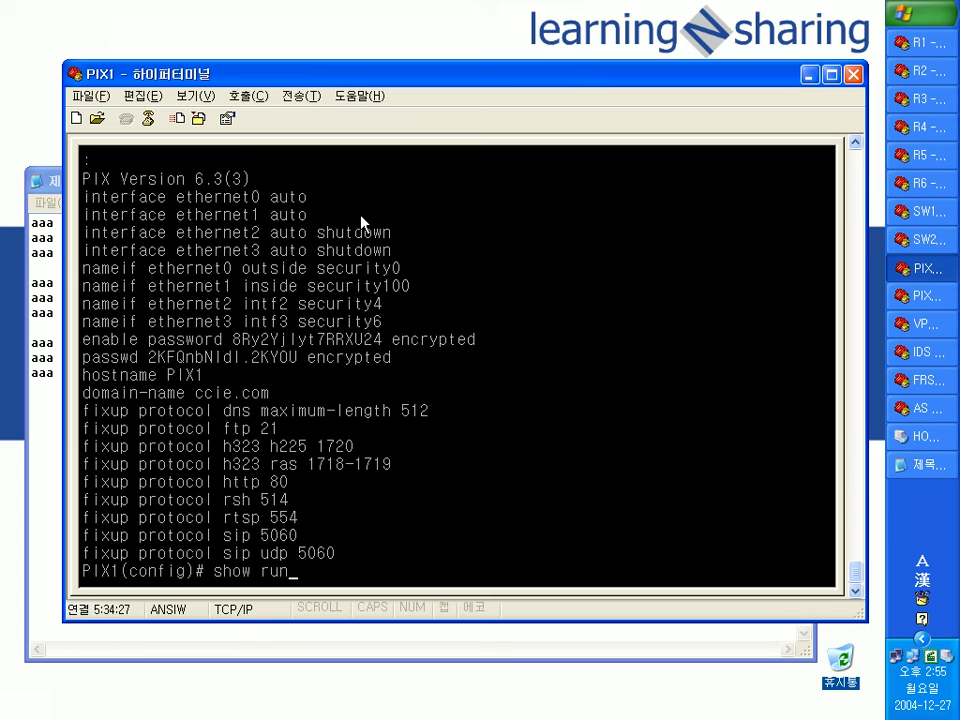 learning sharing
PIX1 - 하이퍼터미널
파일(F) 편집(E) 보기(V) 호출(C) 전송(T) 도움말(H)
:
PIX Version 6.3(3)
interface ethernet0 auto
interface ethernet1 auto
interface ethernet2 auto shutdown
interface ethernet3 auto shutdown
nameif ethernet0 outside security0
nameif ethernet1 inside security100
nameif ethernet2 intf2 security4
nameif ethernet3 intf3 security6
enable password 8Ry2YjIyt7RRXU24 encrypted
passwd 2KFQnbNIdI.2KYOU encrypted
hostname PIX1
domain-name ccie.com
fixup protocol dns maximum-length 512
fixup protocol ftp 21
fixup protocol h323 h225 1720
fixup protocol h323 ras 1718-1719
fixup protocol http 80
fixup protocol rsh 514
fixup protocol rtsp 554
fixup protocol sip 5060
fixup protocol sip udp 5060
PIX1(config)# show run_
연결 5:34:27 ANSIW TCP/IP SCROLL CAPS NUM 캡 에코
제
파일(
aaa
aaa
aaa
aaa
aaa
aaa
aaa
aaa
aaa
휴지통
R1 -...
R2 -...
R3 -...
R4 -...
R5 -...
R6 -...
SW1...
SW2...
PIX...
PIX...
VP...
IDS ...
FRS...
AS ...
HO...
제목...
A
漢
오후 2:55
월요일
2004-12-27